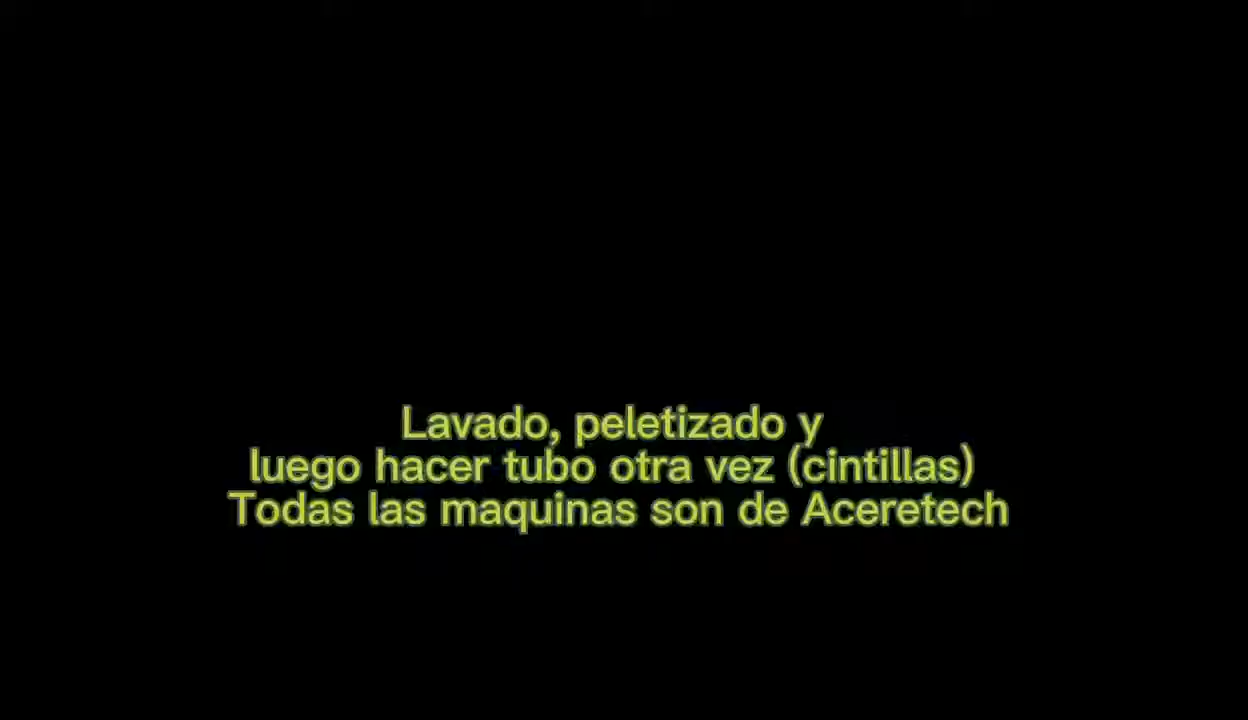 Lavado, peletizado y
luego hacer tubo otra vez (cintillas)
Todas las maquinas son de Aceretech